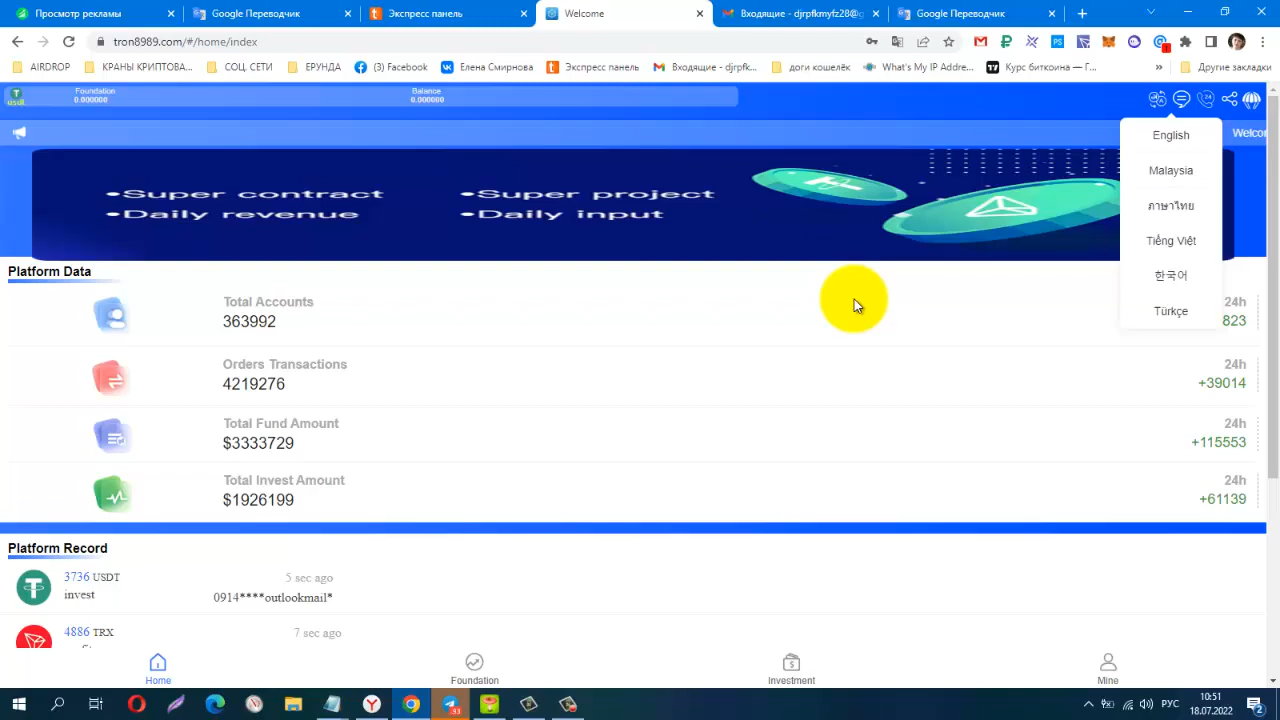 Просмотр рекламы
Google Переводчик
Экспресс панель
Welcome
Входящие - djrpfkmyfz28@g
Google Переводчик
tron8989.com/#/home/index
AIRDROP
КРАНЫ КРИПТОВА...
СОЦ. СЕТИ
ЕРУНДА
(3) Facebook
Елена Смирнова
Экспресс панель
Входящие - djrpfk...
доги кошелёк
What's My IP Addre...
Курс биткоина — Г...
»
Другие закладки
usdt
Foundation
0.000000
Balance
0.000000
24
English
Malaysia
ภาษาไทย
Tiếng Việt
한국어
Türkçe
Welcor
•Super contract
•Super project
•Daily revenue
•Daily input
Platform Data
Total Accounts
24h
363992
823
Orders Transactions
24h
4219276
+39014
Total Fund Amount
24h
$3333729
+115553
Total Invest Amount
24h
$1926199
+61139
Platform Record
3736 USDT
5 sec ago
invest
0914****outlookmail*
4886 TRX
7 sec ago
Home
Foundation
Investment
Mine
93
РУС
10:51
18.07.2022
2